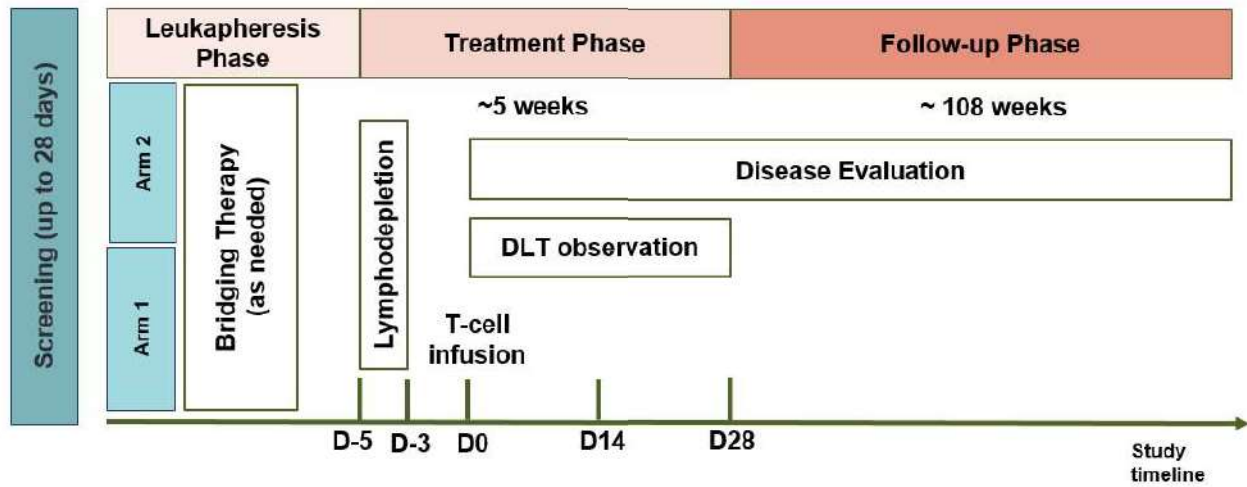 Screening (up to 28 days)
Leukapheresis
Phase
Treatment Phase
Follow-up Phase
~5 weeks
~ 108 weeks
Arm 2
Arm 1
Bridging Therapy
(as needed)
Lymphodepletion
Disease Evaluation
DLT observation
T-cell
infusion
D-5
D-3
D0
D14
D28
Study
timeline